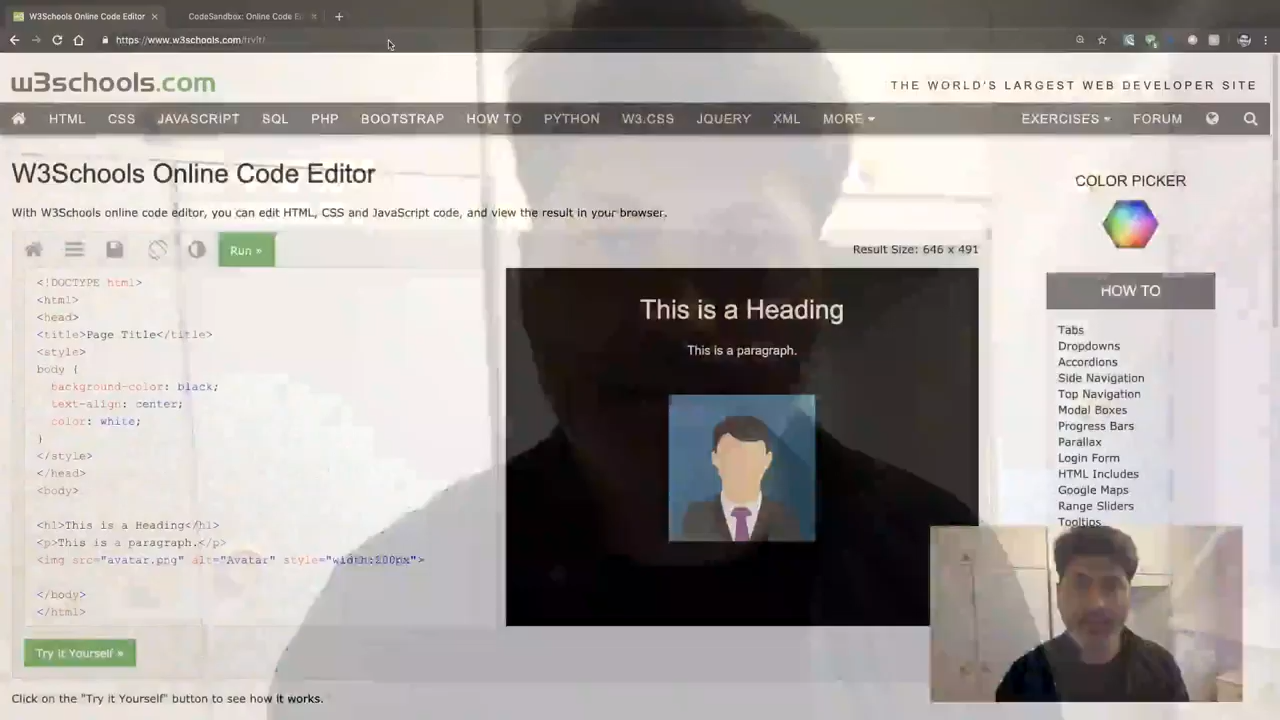 W3Schools Online Code Editor
CodeSandbox: Online Code E
https://www.w3schools.com/tryit/
w3schools.com
THE WORLD'S LARGEST WEB DEVELOPER SITE
HTML CSS JAVASCRIPT SQL PHP BOOTSTRAP HOW TO PYTHON W3.CSS JQUERY XML MORE EXERCISES FORUM
W3Schools Online Code Editor
With W3Schools online code editor, you can edit HTML, CSS and JavaScript code, and view the result in your browser.
Run »
Result Size: 646 x 491
<!DOCTYPE html>
<html>
<head>
<title>Page Title</title>
<style>
body {
  background-color: black;
  text-align: center;
  color: white;
}
</style>
</head>
<body>
<h1>This is a Heading</h1>
<p>This is a paragraph.</p>
<img src="avatar.png" alt="Avatar" style="width:200px">
</body>
</html>
This is a Heading
This is a paragraph.
Try it Yourself »
Click on the "Try it Yourself" button to see how it works.
COLOR PICKER
HOW TO
Tabs
Dropdowns
Accordions
Side Navigation
Top Navigation
Modal Boxes
Progress Bars
Parallax
Login Form
HTML Includes
Google Maps
Range Sliders
Tooltips